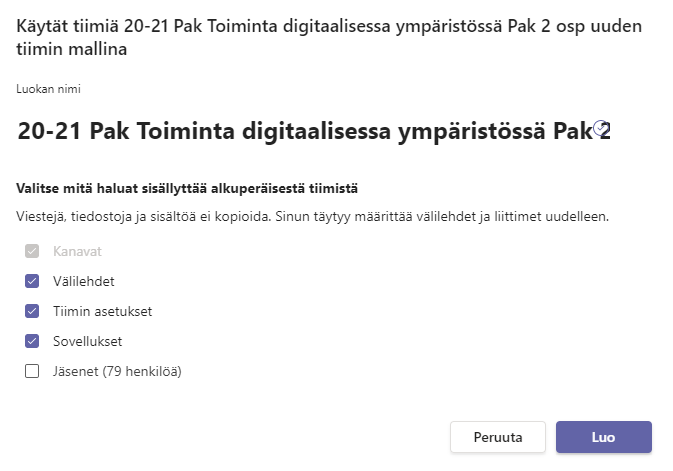 Käytät tiimiä 20-21 Pak Toiminta digitaalisessa ympäristössä Pak 2 osp uuden
tiimin mallina
Luokan nimi
20-21 Pak Toiminta digitaalisessa ympäristössä Pak 2
Valitse mitä haluat sisällyttää alkuperäisestä tiimistä
Viestejä, tiedostoja ja sisältöä ei kopioida. Sinun täytyy määrittää välilehdet ja liittimet uudelleen.
Kanavat
Välilehdet
Tiimin asetukset
Sovellukset
Jäsenet (79 henkilöä)
Peruuta Luo